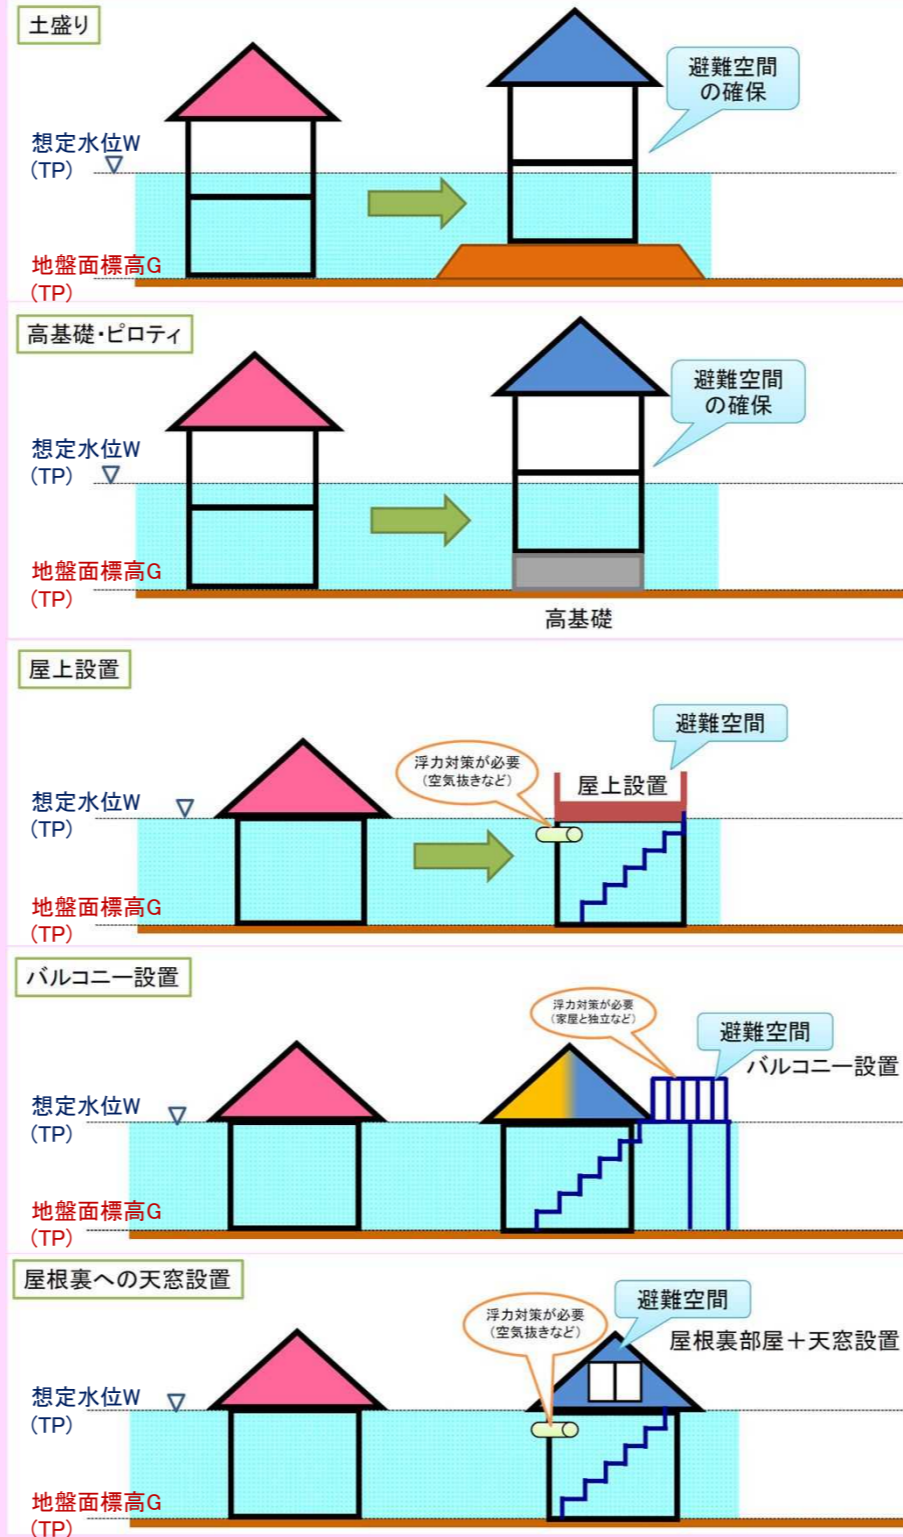 土盛り
避難空間
の確保
想定水位W
(TP)
地盤面標高G
(TP)
高基礎・ピロティ
避難空間
の確保
想定水位W
(TP)
地盤面標高G
(TP)
高基礎
屋上設置
避難空間
浮力対策が必要
(空気抜きなど)
屋上設置
想定水位W
(TP)
地盤面標高G
(TP)
バルコニー設置
浮力対策が必要
(家屋と独立など)
避難空間
バルコニー設置
想定水位W
(TP)
地盤面標高G
(TP)
屋根裏への天窓設置
避難空間
浮力対策が必要
(空気抜きなど)
屋根裏部屋+天窓設置
想定水位W
(TP)
地盤面標高G
(TP)